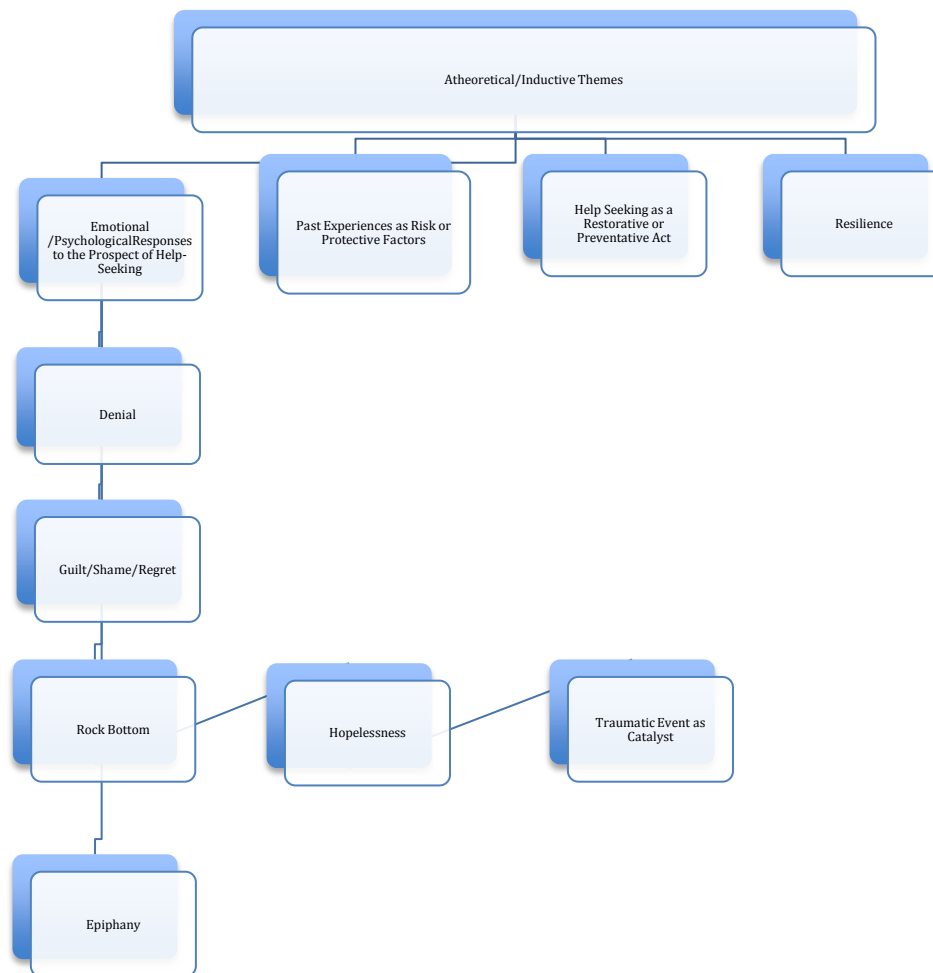 Atheoretical/Inductive Themes
Emotional
/PsychologicalResponses
to the Prospect of Help-
Seeking
Past Experiences as Risk or
Protective Factors
Help Seeking as a
Restorative or
Preventative Act
Resilience
Denial
Guilt/Shame/Regret
Rock Bottom
Hopelessness
Traumatic Event as
Catalyst
Epiphany